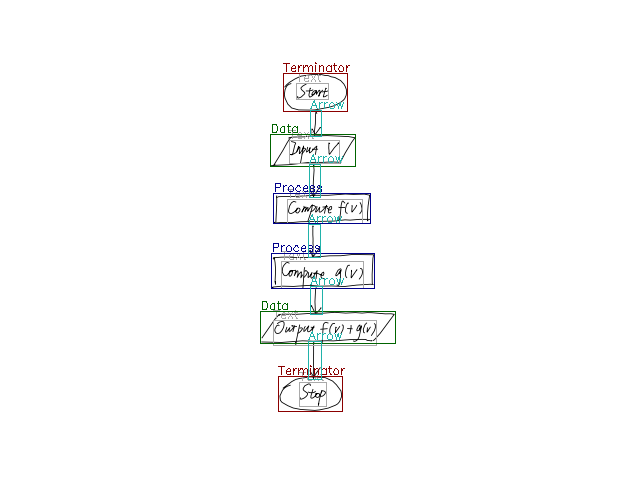 Terminator
Text
Start
Arrow
Data
Text
Input V
Arrow
Process
Text
Compute f(v)
Arrow
Process
Text
Compute g(v)
Arrow
Data
Text
Output f(v)+g(v)
Arrow
Terminator
Text
Stop